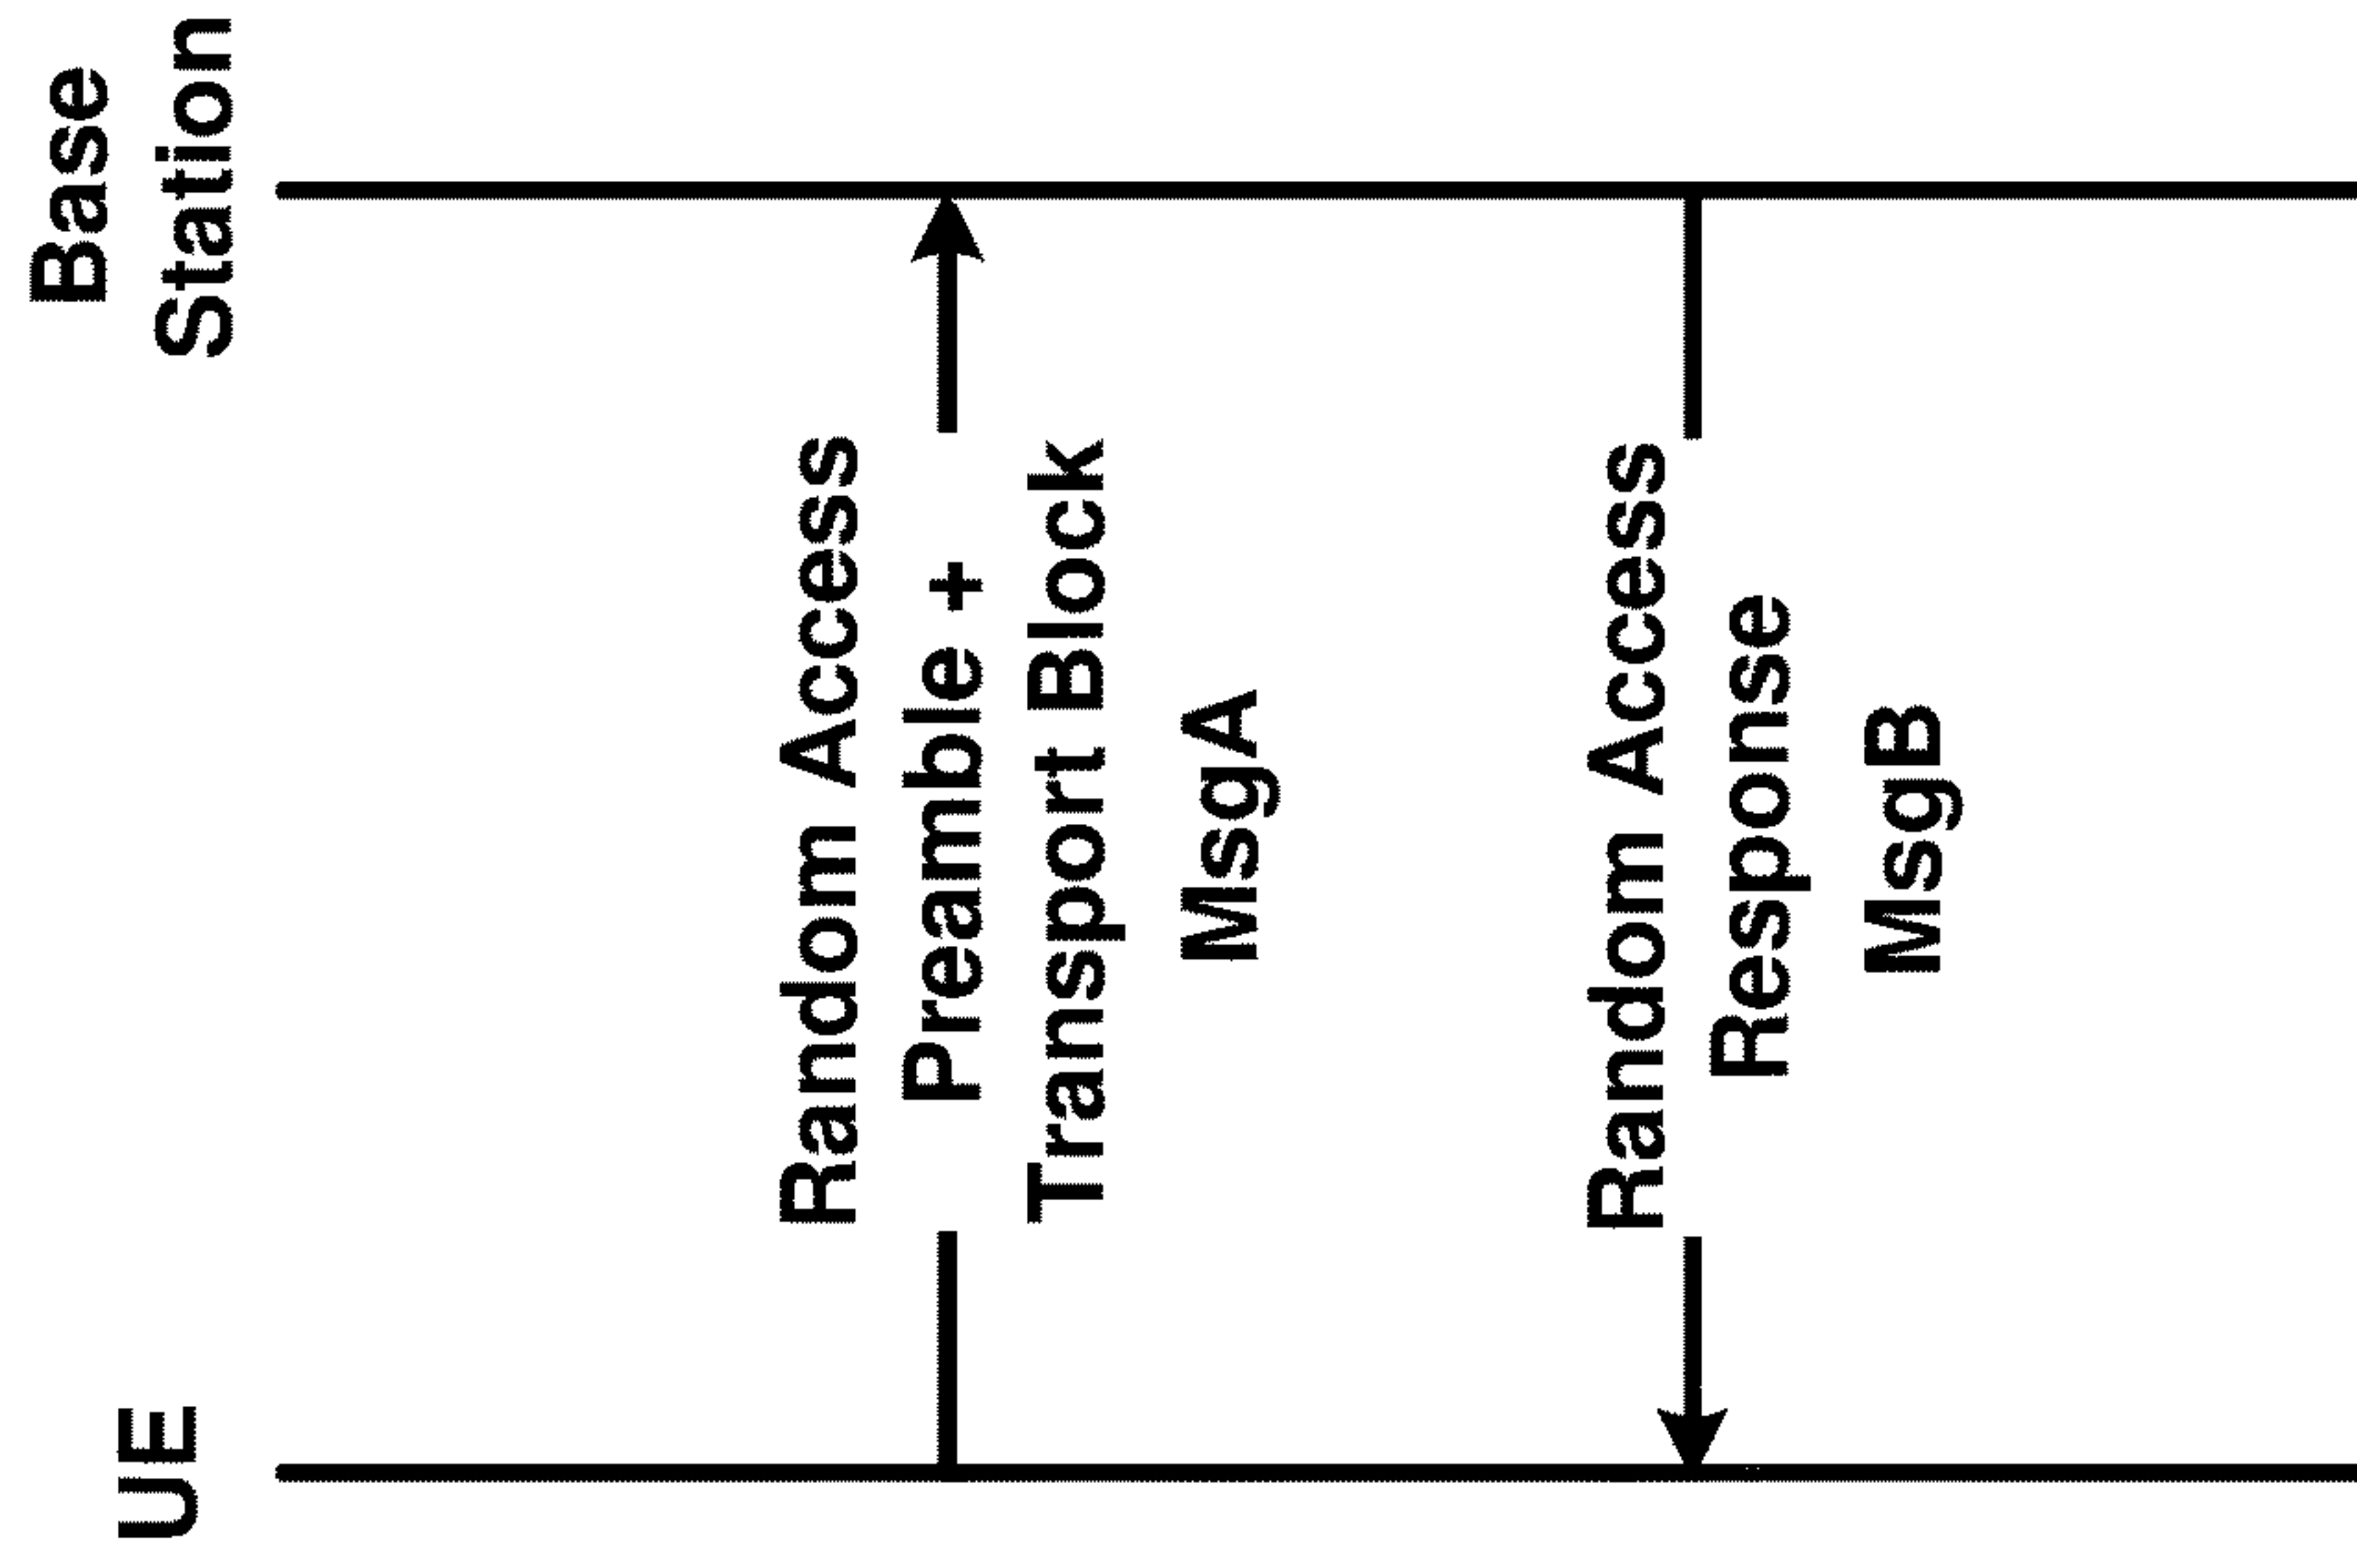 UE
Base
Station
Random Access
Preamble +
Transport Block
MsgA
Random Access
Response
MsgB